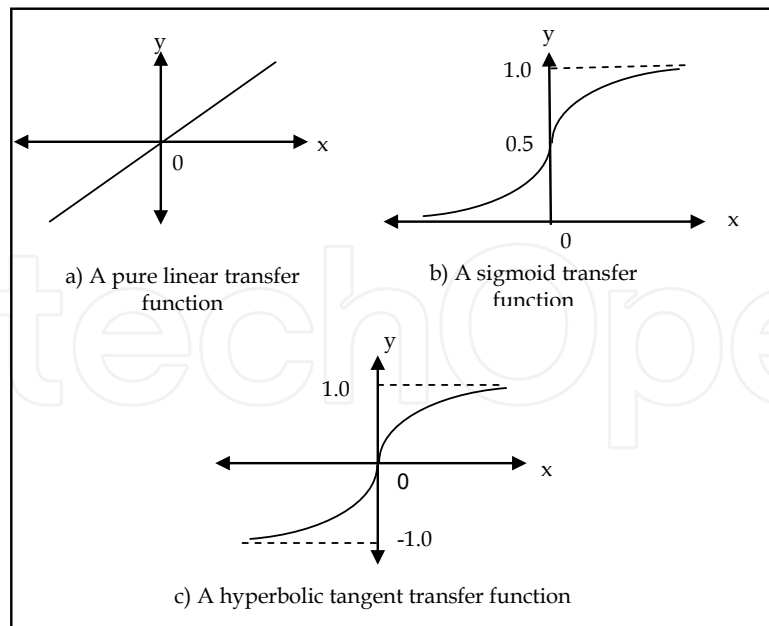 y
x
0
a) A pure linear transfer
function
y
1.0
0.5
x
0
b) A sigmoid transfer
function
y
1.0
x
0
-1.0
c) A hyperbolic tangent transfer function
techOpe